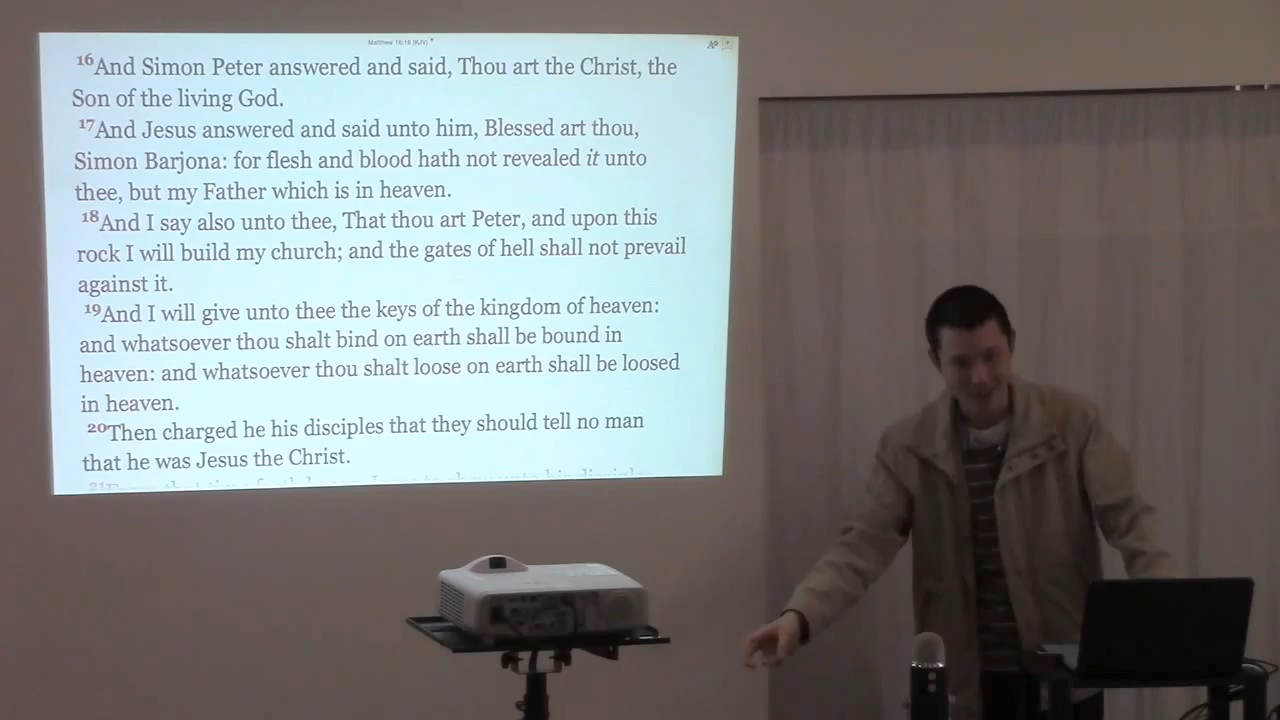 Matthew 16:16 (KJV)
16And Simon Peter answered and said, Thou art the Christ, the
Son of the living God.
17And Jesus answered and said unto him, Blessed art thou,
Simon Barjona: for flesh and blood hath not revealed it unto
thee, but my Father which is in heaven.
18And I say also unto thee, That thou art Peter, and upon this
rock I will build my church; and the gates of hell shall not prevail
against it.
19And I will give unto thee the keys of the kingdom of heaven:
and whatsoever thou shalt bind on earth shall be bound in
heaven: and whatsoever thou shalt loose on earth shall be loosed
in heaven.
20Then charged he his disciples that they should tell no man
that he was Jesus the Christ.